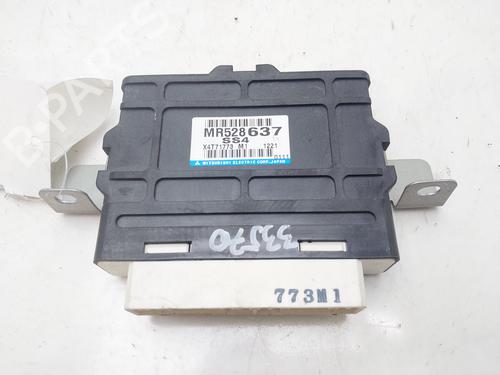 MR528637
SS4
X4T71773 M1 1221
MITSUBISHI ELECTRIC CORP.JAPAN
33570
773M1
B-PARTS